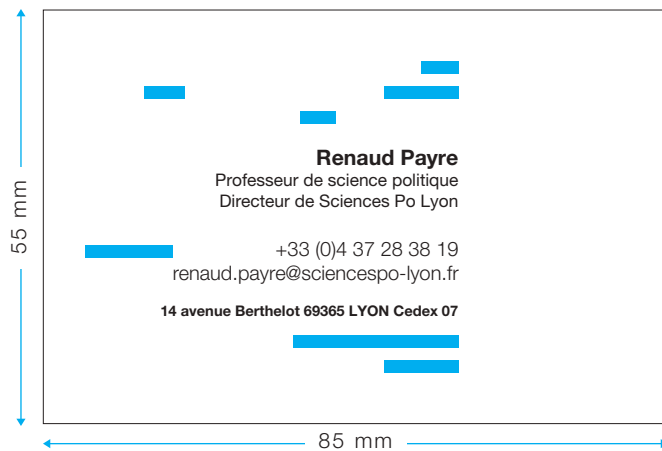 Renaud Payre
Professeur de science politique
Directeur de Sciences Po Lyon
+33 (0)4 37 28 38 19
renaud.payre@sciencespo-lyon.fr
14 avenue Berthelot 69365 LYON Cedex 07
55 mm
85 mm